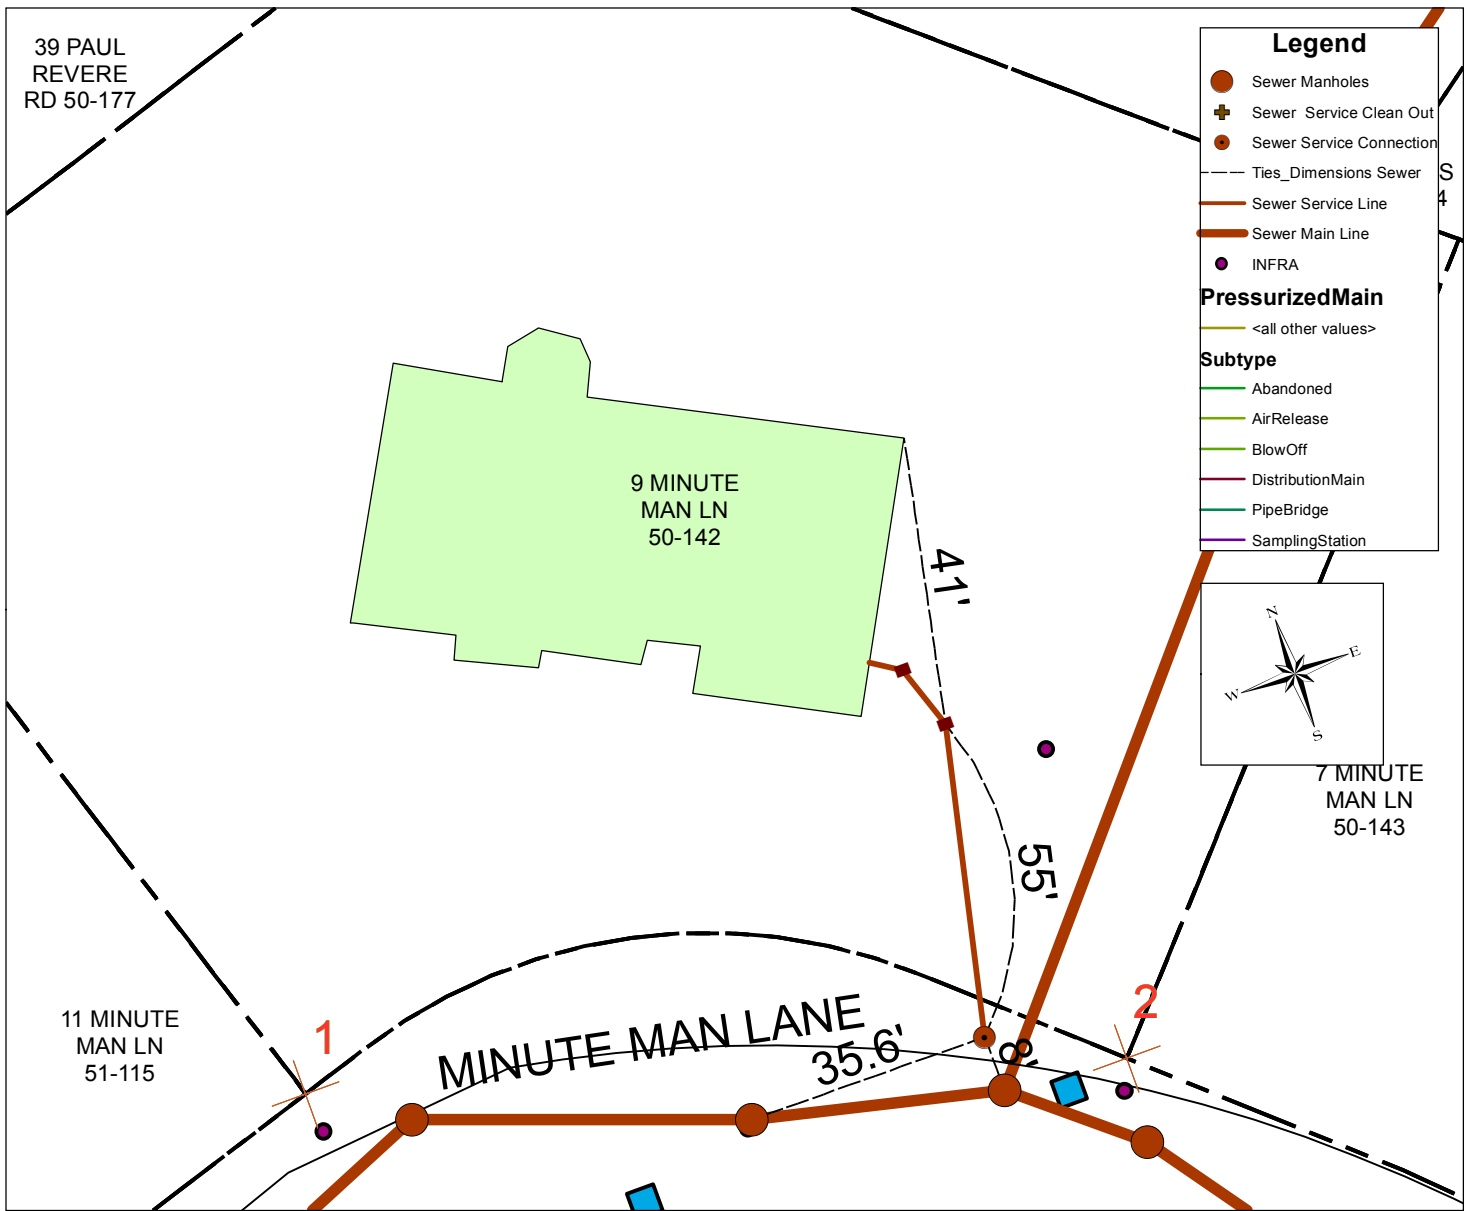 39 PAUL
REVERE
RD 50-177
Legend
Sewer Manholes
Sewer Service Clean Out
Sewer Service Connection
Ties_Dimensions Sewer
Sewer Service Line
Sewer Main Line
INFRA
PressurizedMain
<all other values>
Subtype
Abandoned
AirRelease
BlowOff
DistributionMain
PipeBridge
SamplingStation
S
4
9 MINUTE
MAN LN
50-142
41'
N
E
W
S
7 MINUTE
MAN LN
50-143
55'
11 MINUTE
MAN LN
51-115
1
2
MINUTE MAN LANE
35.6'
8'